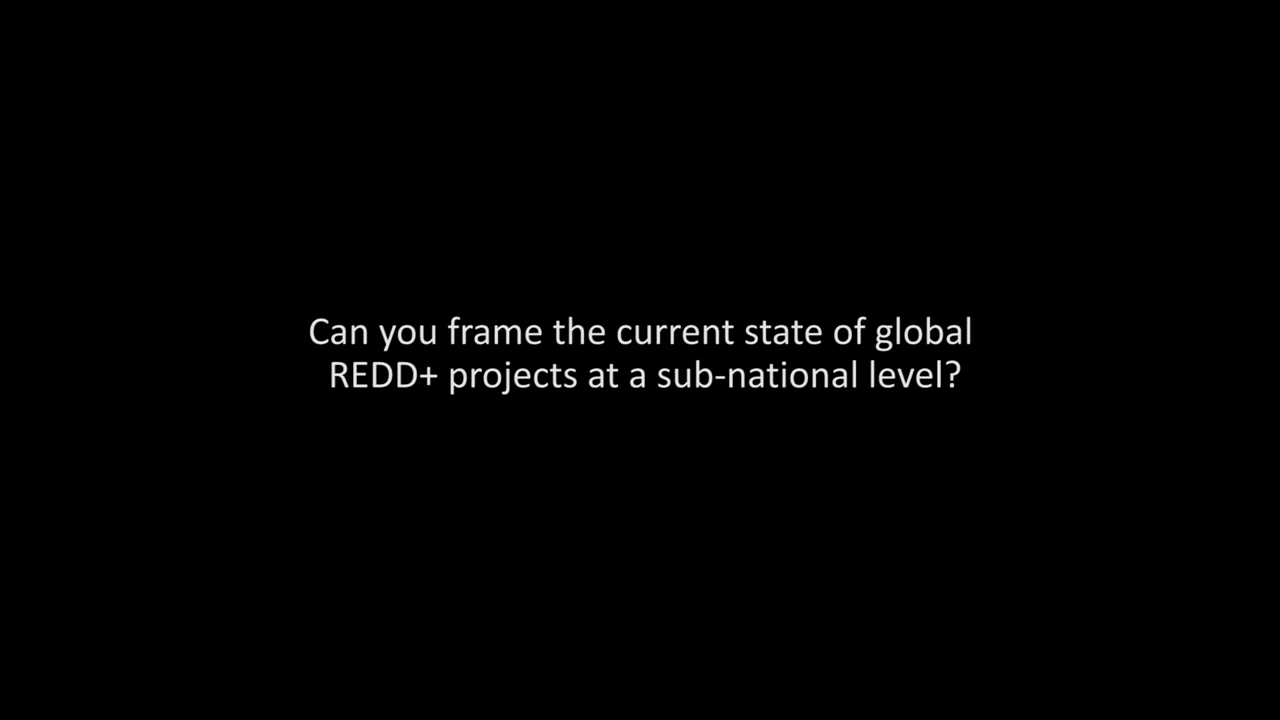 Can you frame the current state of global
REDD+ projects at a sub-national level?